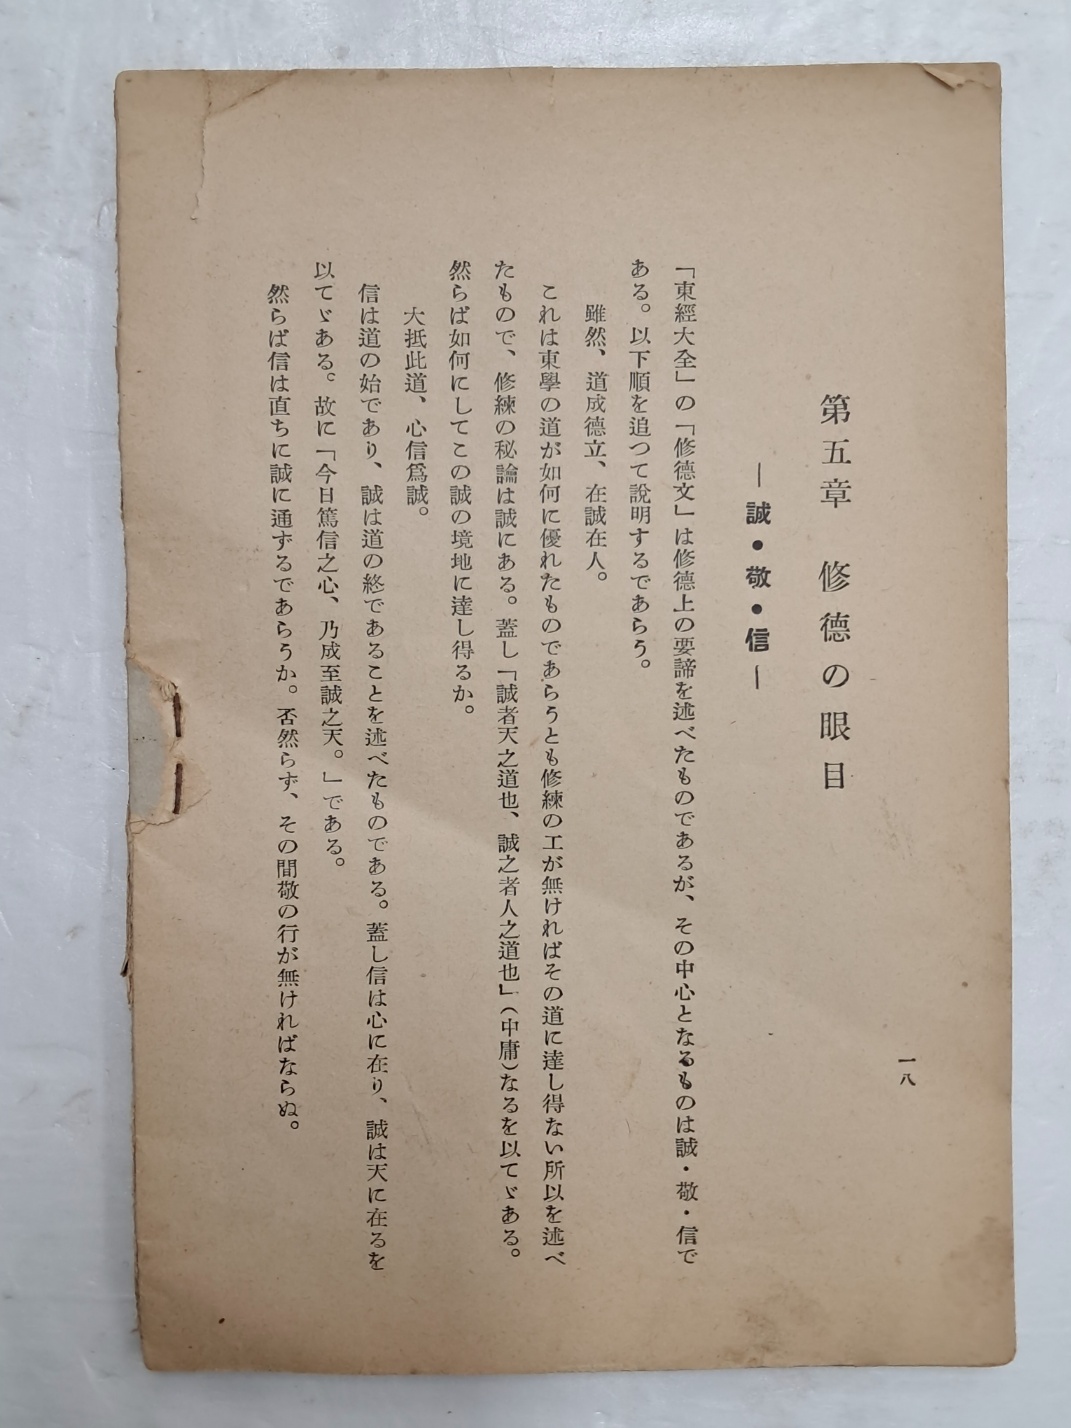 一八
第五章　修德の眼目
―誠・敬・信―
「東經大全」の「修德文」は修德上の要諦を述べたものであるが、その中心となるものは誠・敬・信で
ある。以下順を追つて說明するであらう。
雖然、道成德立、在誠在人。
これは東學の道が如何に優れたものであらうとも修練の工が無ければその道に達し得ない所以を述べ
たもので、修練の秘論は誠にある。蓋し「誠者天之道也、誠之者人之道也」（中庸）なるを以てゞある。
然らば如何にしてこの誠の境地に達し得るか。
大抵此道、心信爲誠。
信は道の始であり、誠は道の終であることを述べたものである。蓋し信は心に在り、誠は天に在るを
以てゞある。故に「今日篤信之心、乃成至誠之天。」である。
然らば信は直ちに誠に通ずるであらうか。否然らず、その間敬の行が無ければならぬ。